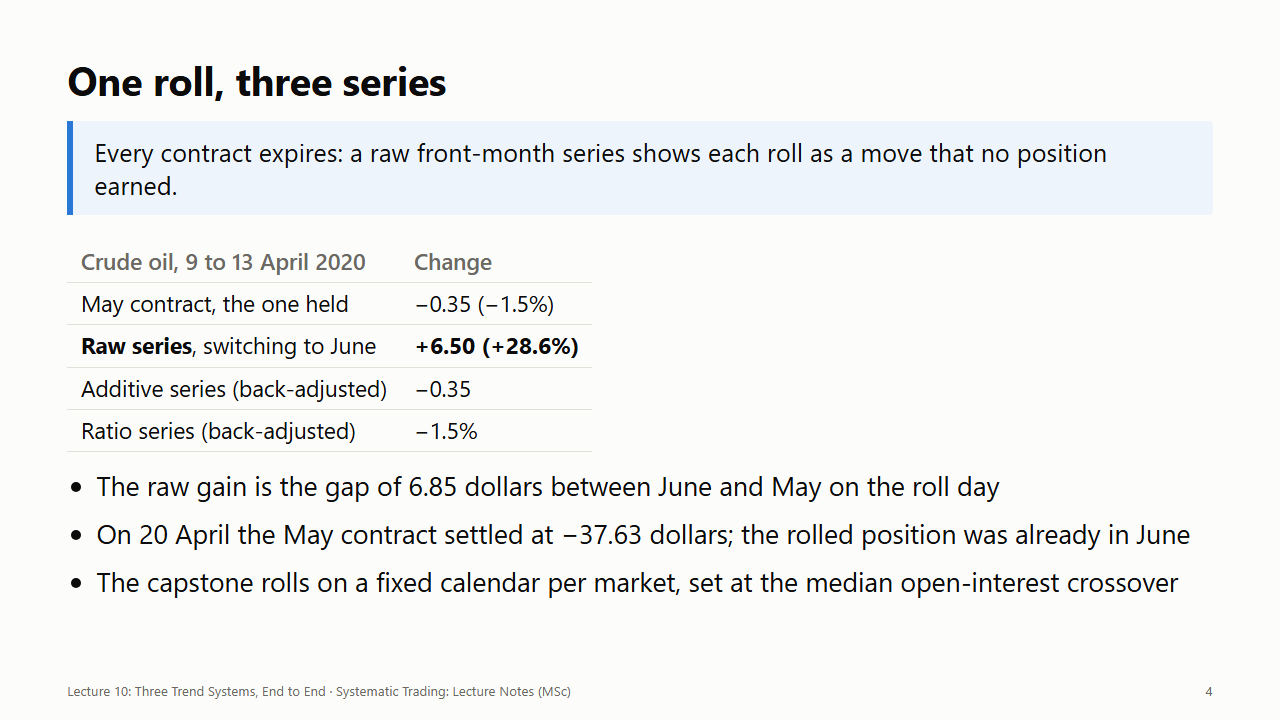 One roll, three series
Every contract expires: a raw front-month series shows each roll as a move that no position
earned.
Crude oil, 9 to 13 April 2020 Change
May contract, the one held −0.35 (−1.5%)
Raw series, switching to June +6.50 (+28.6%)
Additive series (back-adjusted) −0.35
Ratio series (back-adjusted) −1.5%
• The raw gain is the gap of 6.85 dollars between June and May on the roll day
• On 20 April the May contract settled at −37.63 dollars; the rolled position was already in June
• The capstone rolls on a fixed calendar per market, set at the median open-interest crossover
Lecture 10: Three Trend Systems, End to End · Systematic Trading: Lecture Notes (MSc) 4